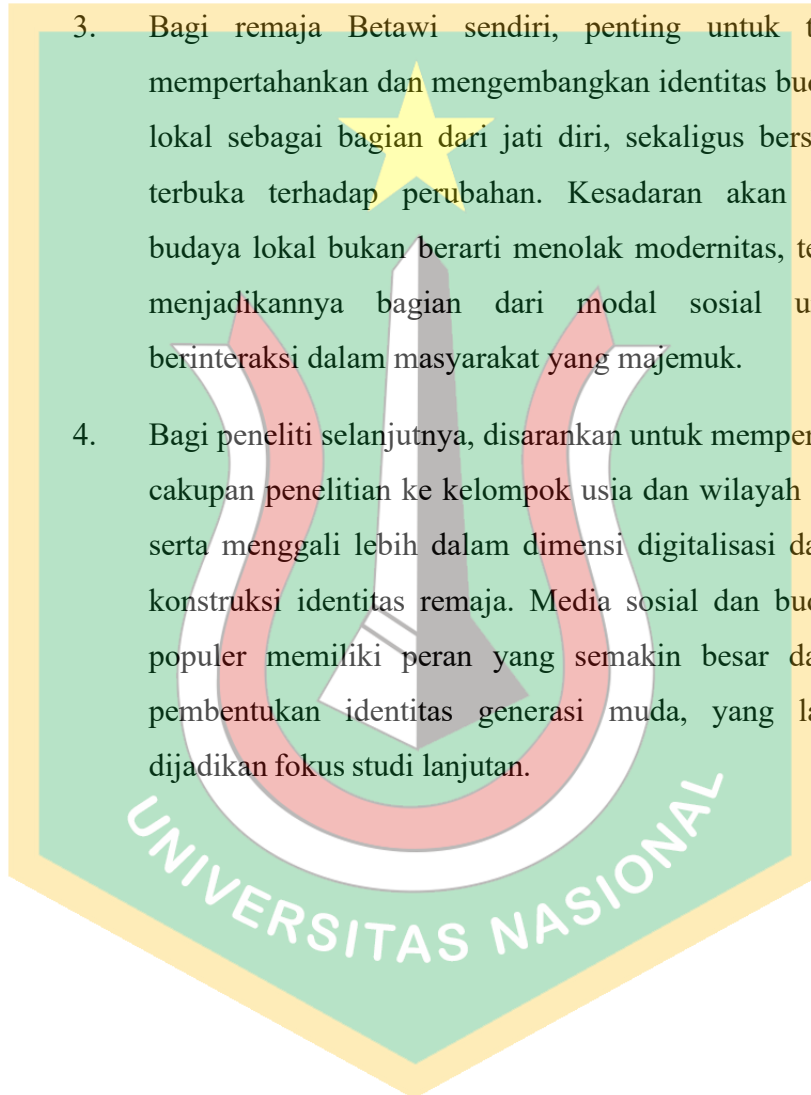 3. Bagi remaja Betawi sendiri, penting untuk
mempertahankan dan mengembangkan identitas
lokal sebagai bagian dari jati diri, sekaligus
terbuka terhadap perubahan. Kesadaran akan
budaya lokal bukan berarti menolak modernitas,
menjadikannya bagian dari modal sosial
berinteraksi dalam masyarakat yang majemuk.
4. Bagi peneliti selanjutnya, disarankan untuk
cakupan penelitian ke kelompok usia dan wilayah
serta menggali lebih dalam dimensi digitalisasi
konstruksi identitas remaja. Media sosial dan
populer memiliki peran yang semakin besar
pembentukan identitas generasi muda, yang
dijadikan fokus studi lanjutan.
UNIVERSITAS NASIONAL